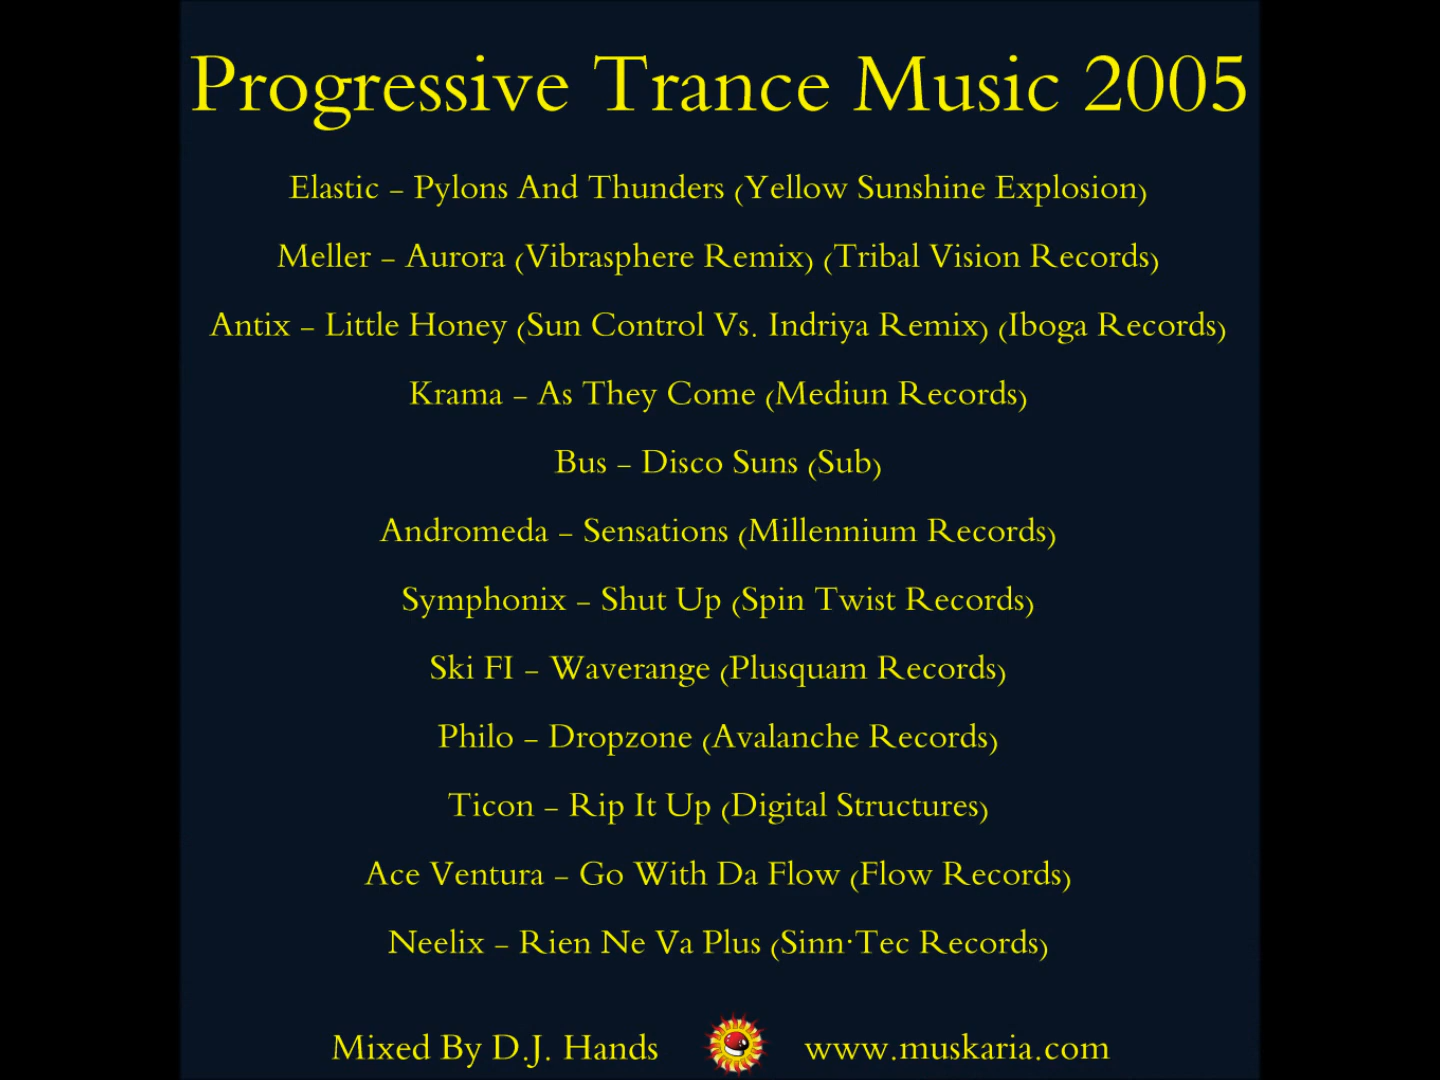 Progressive Trance Music 2005
Elastic – Pylons And Thunders (Yellow Sunshine Explosion)
Meller – Aurora (Vibrasphere Remix) (Tribal Vision Records)
Antix – Little Honey (Sun Control Vs. Indriya Remix) (Iboga Records)
Krama – As They Come (Mediun Records)
Bus – Disco Suns (Sub)
Andromeda – Sensations (Millennium Records)
Symphonix – Shut Up (Spin Twist Records)
Ski FI – Waverange (Plusquam Records)
Philo – Dropzone (Avalanche Records)
Ticon – Rip It Up (Digital Structures)
Ace Ventura – Go With Da Flow (Flow Records)
Neelix – Rien Ne Va Plus (Sinn·Tec Records)
Mixed By D.J. Hands www.muskaria.com